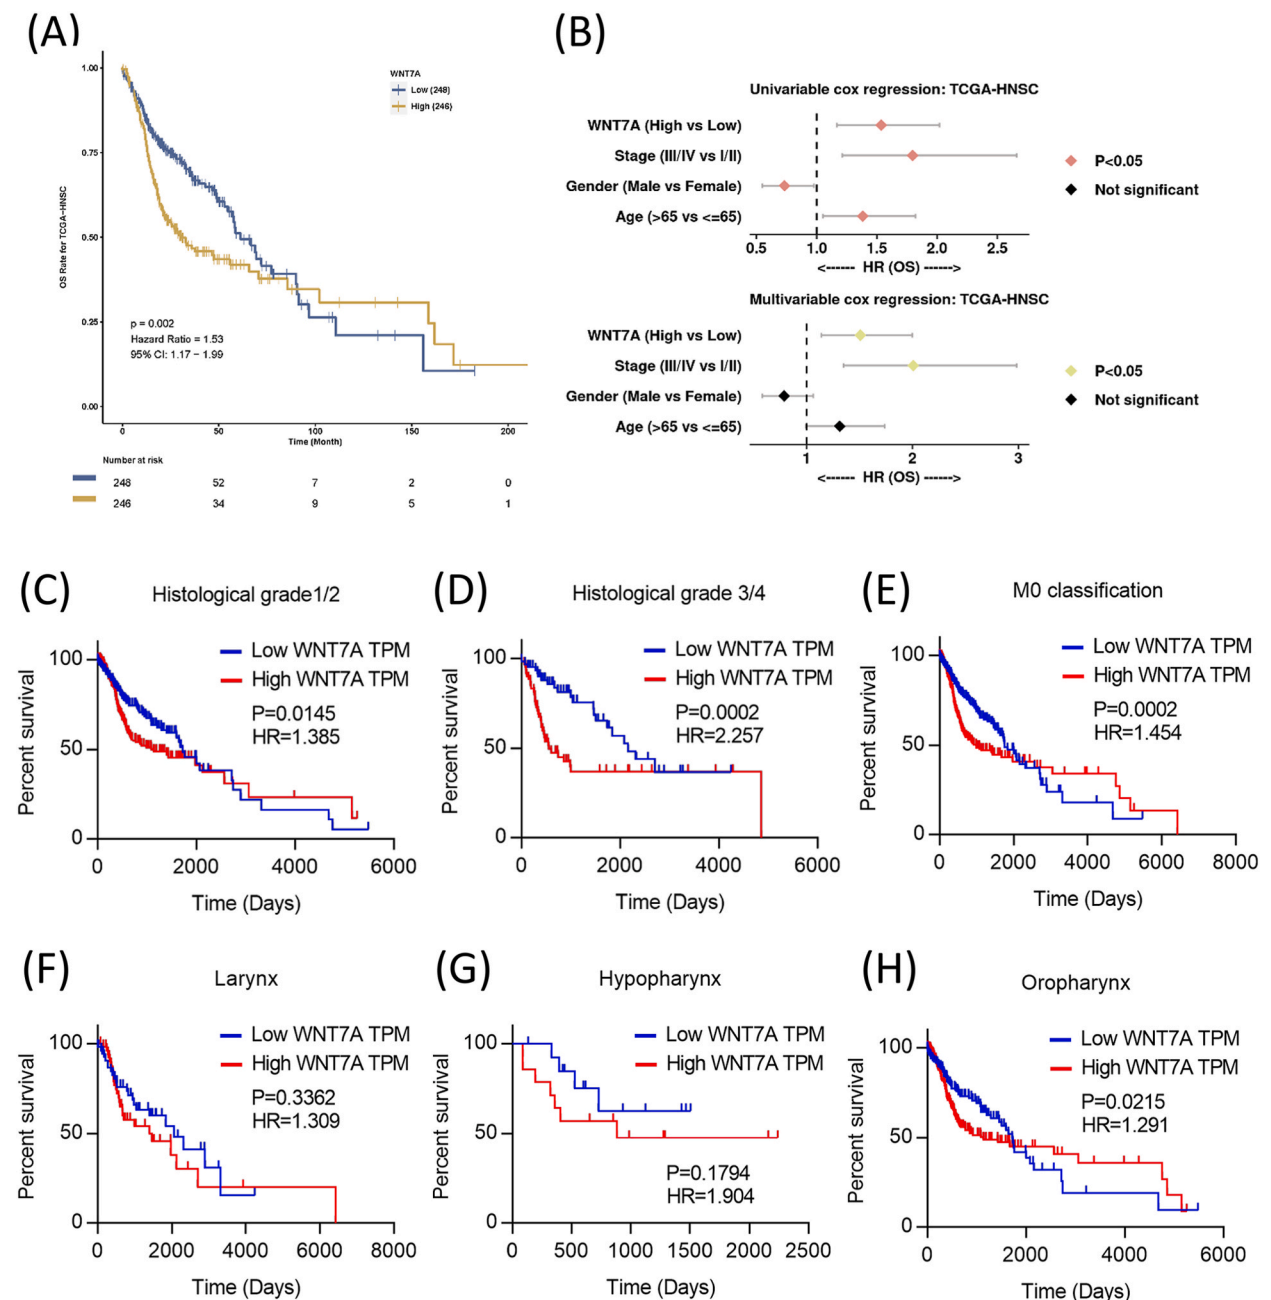 (A)
WNT7A
Low (248)
High (246)
1.00
0.75
0.50
0.25
0.00
OS Rate for TCGA-HNSC
p = 0.002
Hazard Ratio = 1.53
95% CI: 1.17 – 1.99
0 50 100 150 200
Time (Month)
Number at risk
248 52 7 2 0
246 34 9 5 1
(B)
Univariable cox regression: TCGA-HNSC
WNT7A (High vs Low)
Stage (III/IV vs I/II)
Gender (Male vs Female)
Age (>65 vs <=65)
P<0.05
Not significant
0.5 1.0 1.5 2.0 2.5
<------ HR (OS) ------>
Multivariable cox regression: TCGA-HNSC
WNT7A (High vs Low)
Stage (III/IV vs I/II)
Gender (Male vs Female)
Age (>65 vs <=65)
P<0.05
Not significant
1 2 3
<------ HR (OS) ------>
(C)
Histological grade1/2
Low WNT7A TPM
High WNT7A TPM
P=0.0145
HR=1.385
Percent survival
100
50
0
0 2000 4000 6000
Time (Days)
(D)
Histological grade 3/4
Low WNT7A TPM
High WNT7A TPM
P=0.0002
HR=2.257
Percent survival
100
50
0
0 2000 4000 6000
Time (Days)
(E)
M0 classification
Low WNT7A TPM
High WNT7A TPM
P=0.0002
HR=1.454
Percent survival
100
50
0
0 2000 4000 6000 8000
Time (Days)
(F)
Larynx
Low WNT7A TPM
High WNT7A TPM
P=0.3362
HR=1.309
Percent survival
100
50
0
0 2000 4000 6000 8000
Time (Days)
(G)
Hypopharynx
Low WNT7A TPM
High WNT7A TPM
P=0.1794
HR=1.904
Percent survival
100
50
0
0 500 1000 1500 2000 2500
Time (Days)
(H)
Oropharynx
Low WNT7A TPM
High WNT7A TPM
P=0.0215
HR=1.291
Percent survival
100
50
0
0 2000 4000 6000
Time (Days)